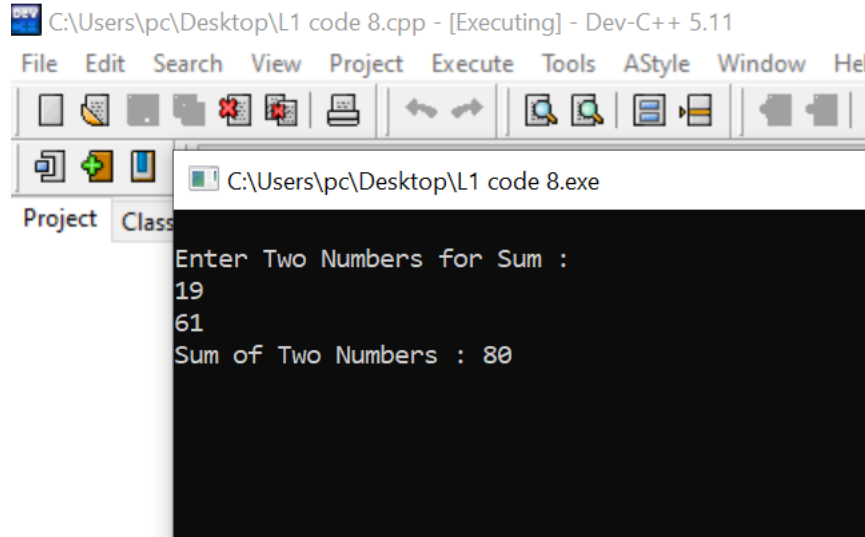 C:\Users\pc\Desktop\L1 code 8.cpp - [Executing] - Dev-C++ 5.11
File Edit Search View Project Execute Tools AStyle Window
C:\Users\pc\Desktop\L1 code 8.exe
Project Class
Enter Two Numbers for Sum :
19
61
Sum of Two Numbers : 80